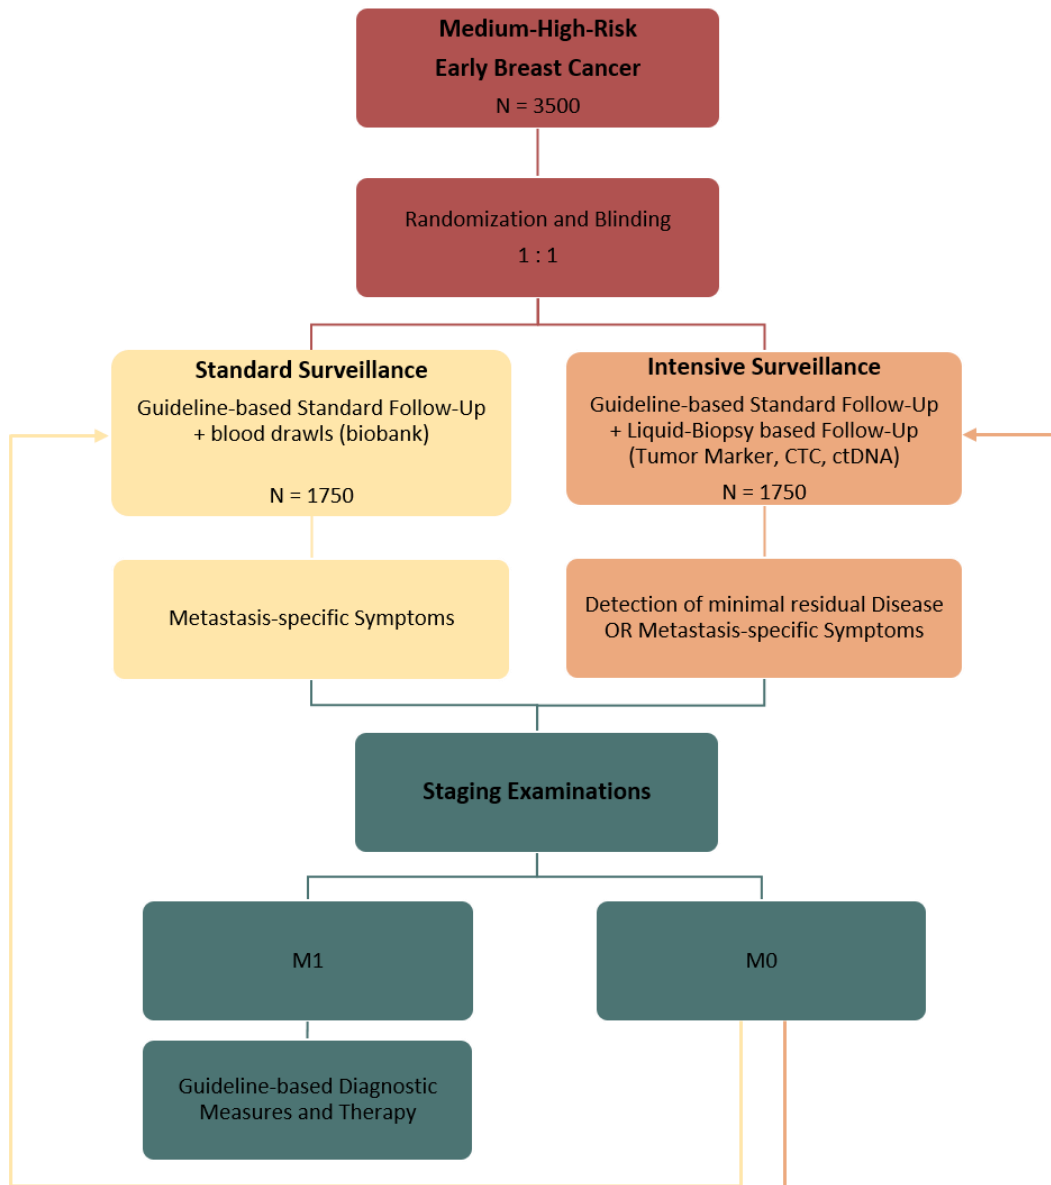 Medium-High-Risk
Early Breast Cancer
N = 3500
Randomization and Blinding
1 : 1
Standard Surveillance
Guideline-based Standard Follow-Up
+ blood drawls (biobank)
N = 1750
Intensive Surveillance
Guideline-based Standard Follow-Up
+ Liquid-Biopsy based Follow-Up
(Tumor Marker, CTC, ctDNA)
N = 1750
Metastasis-specific Symptoms
Detection of minimal residual Disease
OR Metastasis-specific Symptoms
Staging Examinations
M1
M0
Guideline-based Diagnostic
Measures and Therapy